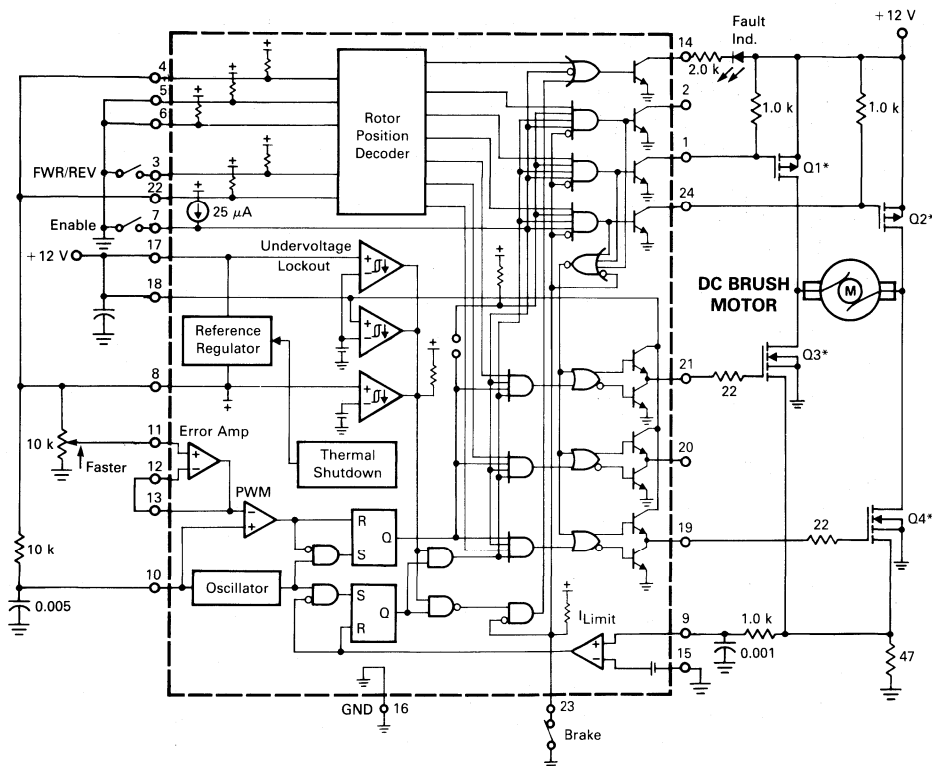 + 12 V
Fault
Ind.
14
2.0 k
4
5
6
2
1.0 k
1.0 k
Rotor
Position
Decoder
1
Q1*
FWR/REV
3
22
24
25 μA
Enable
7
Q2*
+ 12 V
17
Undervoltage
Lockout
18
DC BRUSH
MOTOR
M
Reference
Regulator
Q3*
8
21
22
11
Error Amp
10 k
Faster
Thermal
Shutdown
12
20
13
PWM
R
S
Q
19
22
Q4*
10 k
10
Oscillator
S
Q
R
0.005
ILimit
9
1.0 k
15
0.001
47
GND
16
23
Brake